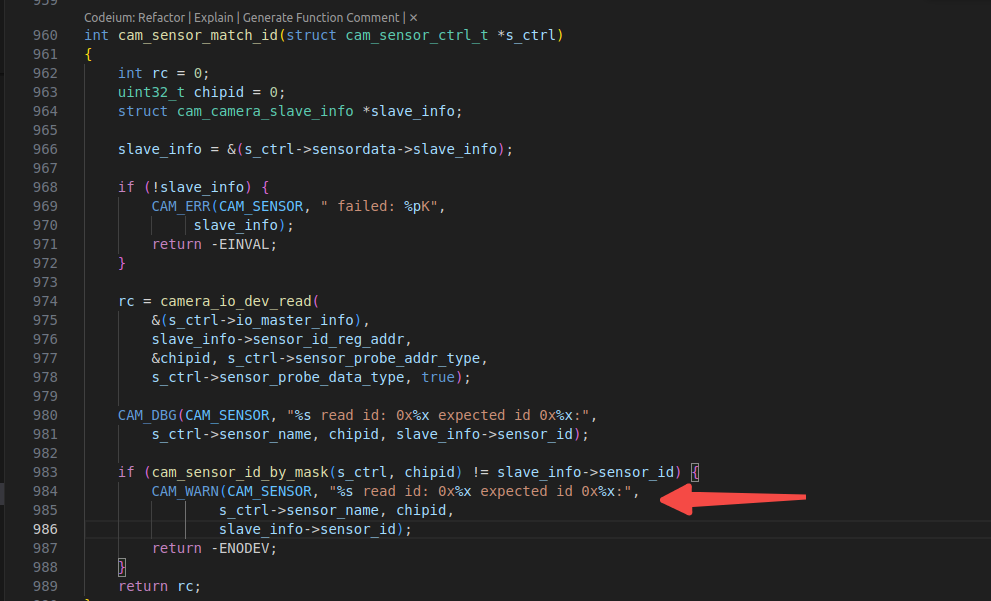 Codeium: Refactor | Explain | Generate Function Comment | ✕
960 int cam_sensor_match_id(struct cam_sensor_ctrl_t *s_ctrl)
961 {
962     int rc = 0;
963     uint32_t chipid = 0;
964     struct cam_camera_slave_info *slave_info;
965
966     slave_info = &(s_ctrl->sensordata->slave_info);
967
968     if (!slave_info) {
969         CAM_ERR(CAM_SENSOR, " failed: %pK",
970              slave_info);
971         return -EINVAL;
972     }
973
974     rc = camera_io_dev_read(
975         &(s_ctrl->io_master_info),
976         slave_info->sensor_id_reg_addr,
977         &chipid, s_ctrl->sensor_probe_addr_type,
978         s_ctrl->sensor_probe_data_type, true);
979
980     CAM_DBG(CAM_SENSOR, "%s read id: 0x%x expected id 0x%x:",
981         s_ctrl->sensor_name, chipid, slave_info->sensor_id);
982
983     if (cam_sensor_id_by_mask(s_ctrl, chipid) != slave_info->sensor_id) {
984         CAM_WARN(CAM_SENSOR, "%s read id: 0x%x expected id 0x%x:",
985                 s_ctrl->sensor_name, chipid,
986                 slave_info->sensor_id);
987         return -ENODEV;
988     }
989     return rc;